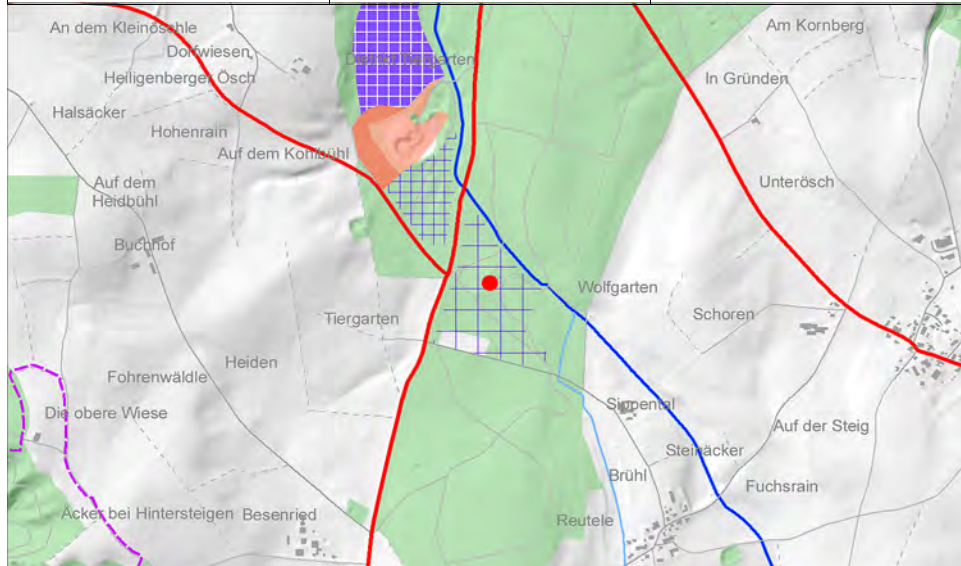 An dem Kleinöschle
Am Kornberg
Dorfwiesen
Heiligenberger Ösch
In Gründen
Halsäcker
Hohenrain
Auf dem Kohlbühl
Auf dem
Heidbühl
Unterösch
Buchhof
Wolfgarten
Tiergarten
Schoren
Heiden
Fohrenwäldle
Die obere Wiese
Sippental
Auf der Steig
Steinäcker
Brühl
Fuchsrain
Äcker bei Hintersteigen
Besenried
Reutele